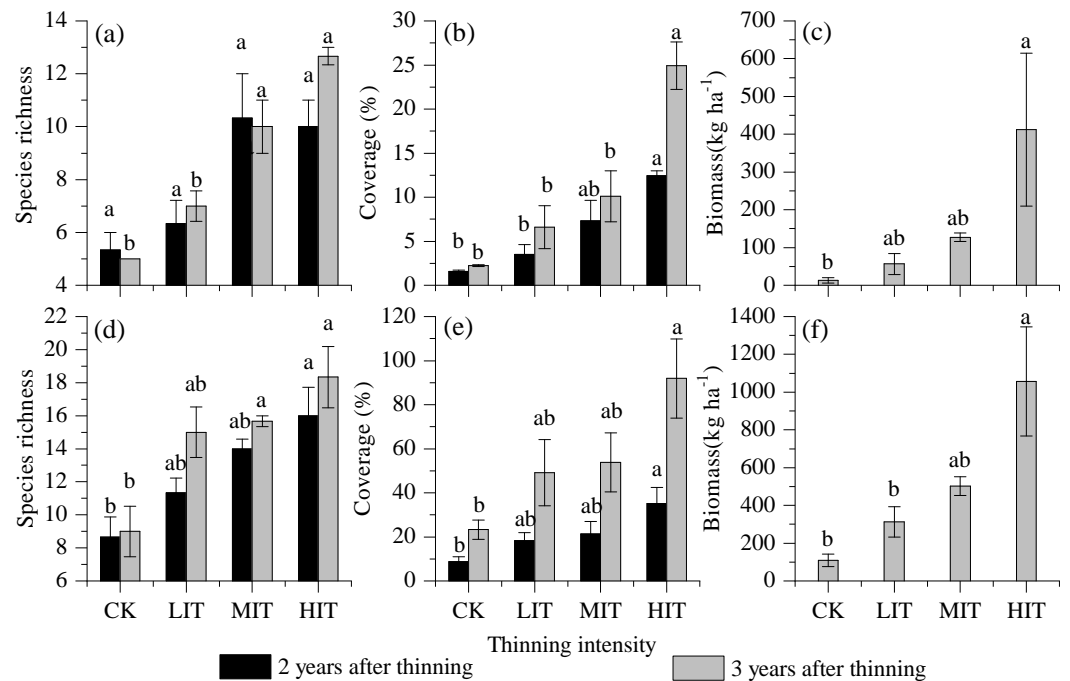 (a)
Species richness
14
12
10
8
6
4
a
b
a
b
a
a
a
a
(b)
Coverage (%)
30
25
20
15
10
5
0
b
b
b
b
ab
b
a
a
(c)
Biomass(kg ha⁻¹)
700
600
500
400
300
200
100
0
b
ab
ab
a
(d)
Species richness
22
20
18
16
14
12
10
8
6
b
b
ab
ab
ab
a
a
a
CK LIT MIT HIT
(e)
Coverage (%)
120
100
80
60
40
20
0
b
b
ab
ab
ab
ab
a
a
CK LIT MIT HIT
(f)
Biomass(kg ha⁻¹)
1400
1200
1000
800
600
400
200
0
b
b
ab
a
CK LIT MIT HIT
Thinning intensity
2 years after thinning
3 years after thinning